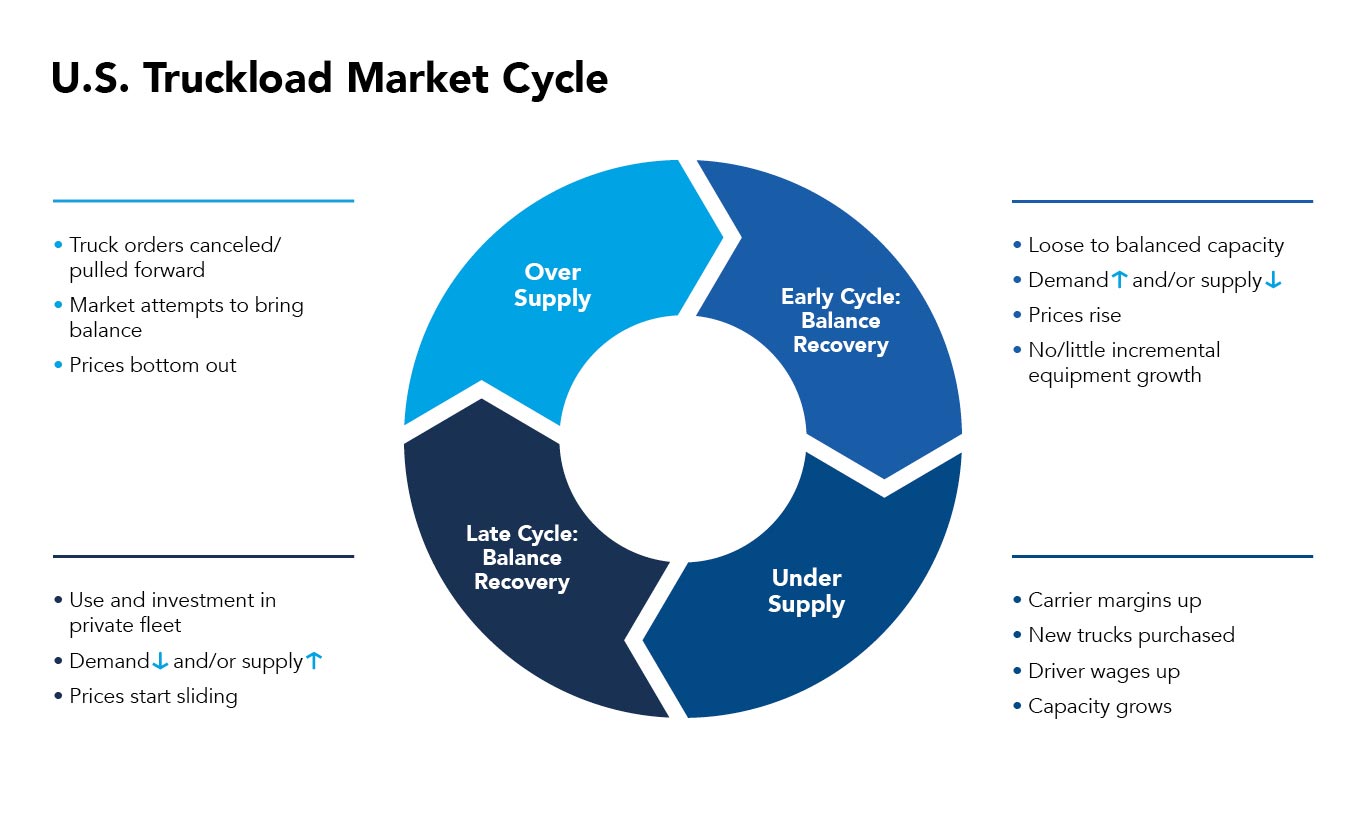 U.S. Truckload Market Cycle
• Truck orders canceled/
pulled forward
• Market attempts to bring
balance
• Prices bottom out
Over
Supply
Early Cycle:
Balance
Recovery
• Loose to balanced capacity
• Demand↑ and/or supply↓
• Prices rise
• No/little incremental
equipment growth
• Use and investment in
private fleet
• Demand↓ and/or supply↑
• Prices start sliding
Late Cycle:
Balance
Recovery
Under
Supply
• Carrier margins up
• New trucks purchased
• Driver wages up
• Capacity grows